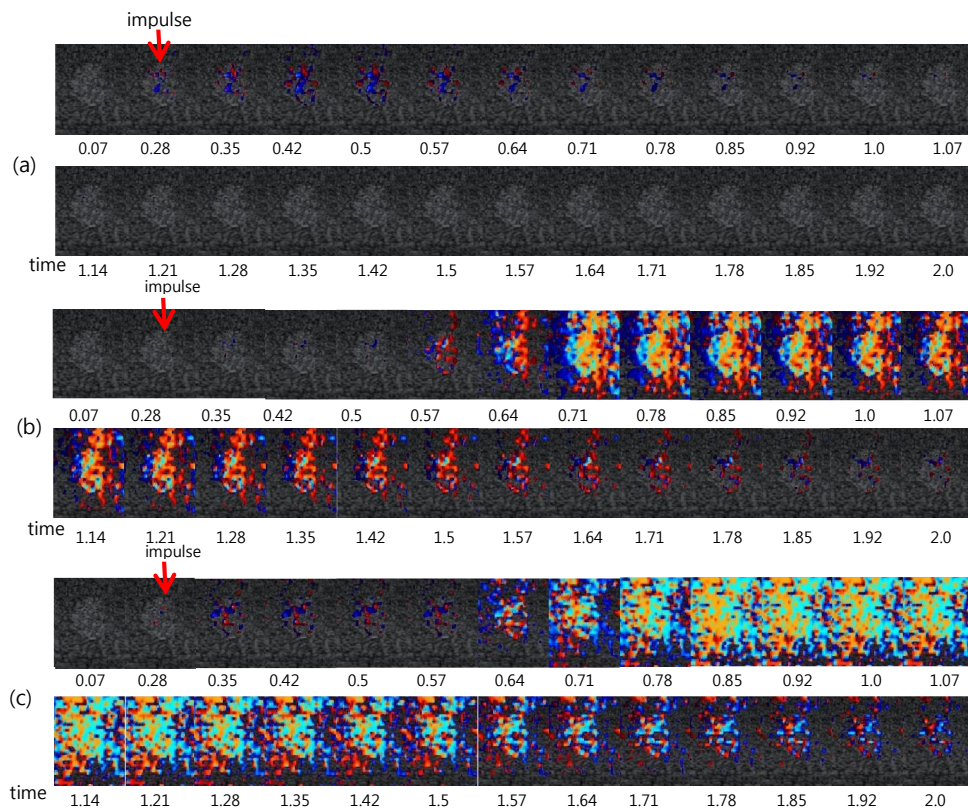 impulse
0.07 0.28 0.35 0.42 0.5 0.57 0.64 0.71 0.78 0.85 0.92 1.0 1.07
(a)
1.14 1.21 1.28 1.35 1.42 1.5 1.57 1.64 1.71 1.78 1.85 1.92 2.0
time
impulse
0.07 0.28 0.35 0.42 0.5 0.57 0.64 0.71 0.78 0.85 0.92 1.0 1.07
(b)
time 1.14 1.21 1.28 1.35 1.42 1.5 1.57 1.64 1.71 1.78 1.85 1.92 2.0
impulse
0.07 0.28 0.35 0.42 0.5 0.57 0.64 0.71 0.78 0.85 0.92 1.0 1.07
(c)
time 1.14 1.21 1.28 1.35 1.42 1.5 1.57 1.64 1.71 1.78 1.85 1.92 2.0